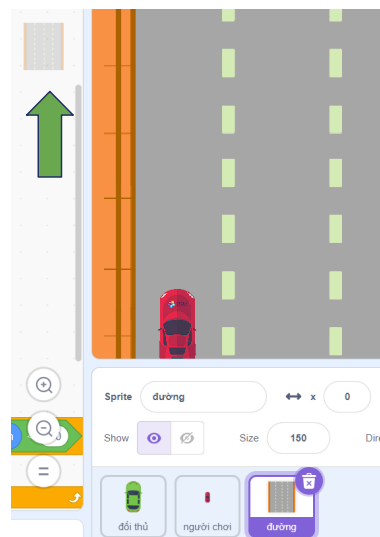 Sprite đường x 0
Show Size 150 Dire
đối thủ người chơi đường